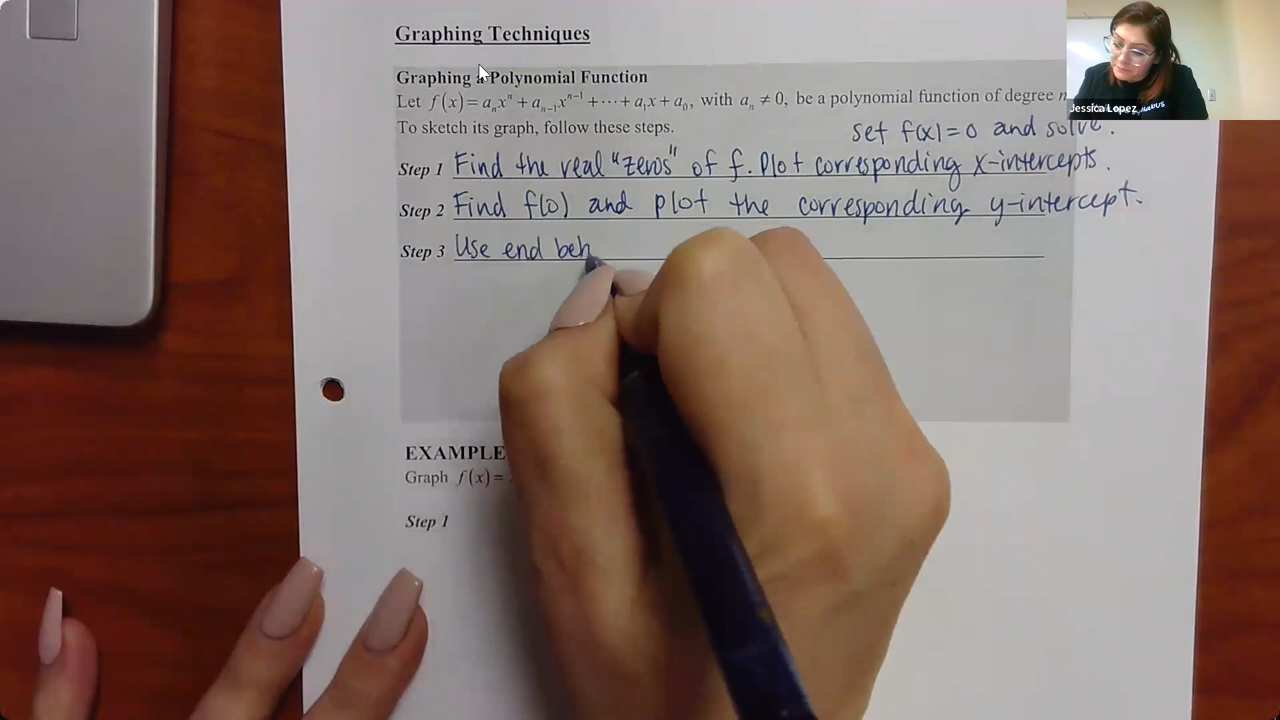 Graphing Techniques
Graphing a Polynomial Function
Let f(x) = aₙxⁿ + aₙ₋₁xⁿ⁻¹ + ⋯ + a₁x + a₀, with aₙ ≠ 0, be a polynomial function of degree n
Jessica Lopez
To sketch its graph, follow these steps.
set f(x)=0 and solve.
Step 1 Find the real "zeros" of f. Plot corresponding x-intercepts.
Step 2 Find f(0) and plot the corresponding y-intercept.
Step 3 Use end beh
EXAMPLE
Graph f(x) =
Step 1